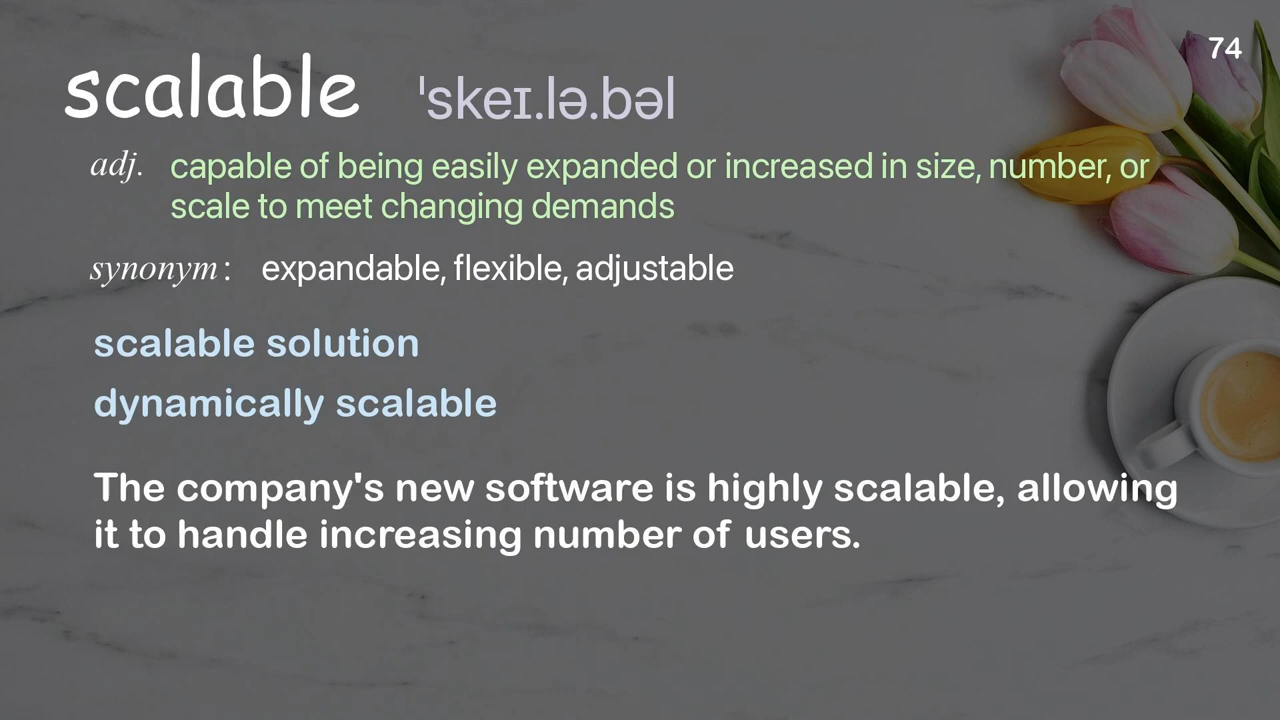 74
scalable ˈskeɪ.lə.bəl
adj. capable of being easily expanded or increased in size, number, or
scale to meet changing demands
synonym: expandable, flexible, adjustable
scalable solution
dynamically scalable
The company's new software is highly scalable, allowing
it to handle increasing number of users.